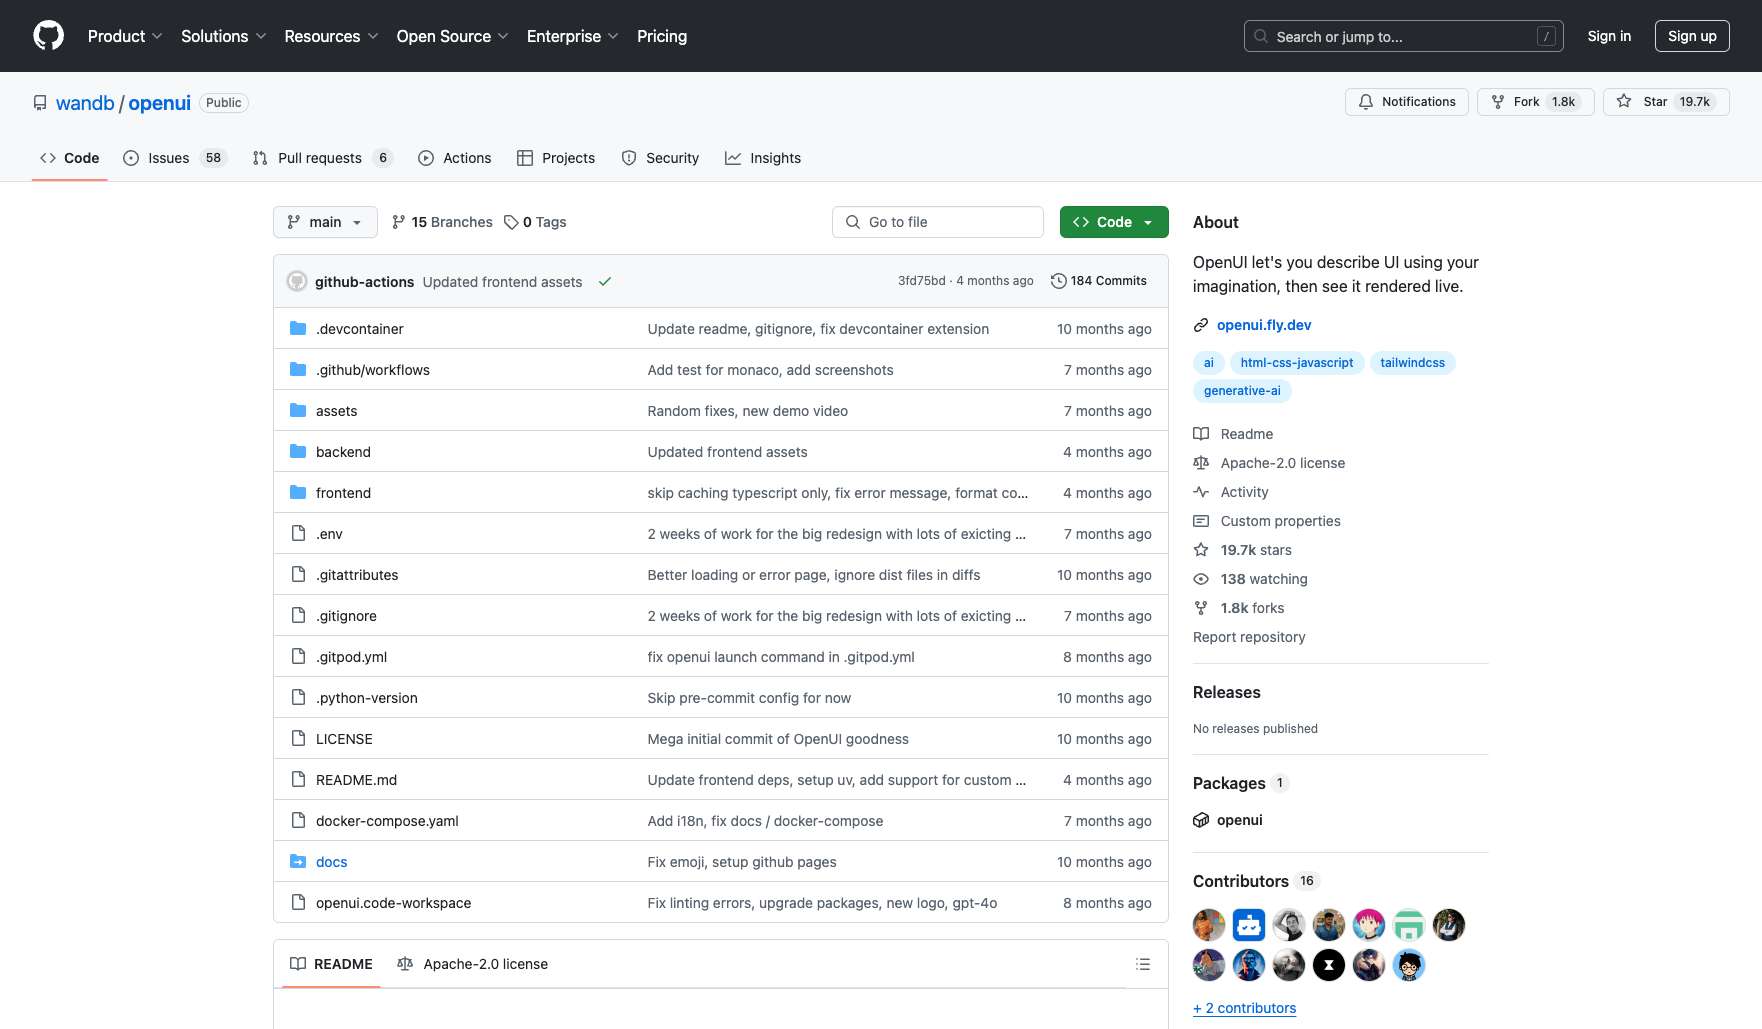 Product Solutions Resources Open Source Enterprise Pricing Search or jump to... / Sign in Sign up
wandb / openui Public Notifications Fork 1.8k Star 19.7k
Code Issues 58 Pull requests 6 Actions Projects Security Insights
main 15 Branches 0 Tags Go to file Code
github-actions Updated frontend assets 3fd75bd · 4 months ago 184 Commits
.devcontainer Update readme, gitignore, fix devcontainer extension 10 months ago
.github/workflows Add test for monaco, add screenshots 7 months ago
assets Random fixes, new demo video 7 months ago
backend Updated frontend assets 4 months ago
frontend skip caching typescript only, fix error message, format co... 4 months ago
.env 2 weeks of work for the big redesign with lots of exicting ... 7 months ago
.gitattributes Better loading or error page, ignore dist files in diffs 10 months ago
.gitignore 2 weeks of work for the big redesign with lots of exicting ... 7 months ago
.gitpod.yml fix openui launch command in .gitpod.yml 8 months ago
.python-version Skip pre-commit config for now 10 months ago
LICENSE Mega initial commit of OpenUI goodness 10 months ago
README.md Update frontend deps, setup uv, add support for custom ... 4 months ago
docker-compose.yaml Add i18n, fix docs / docker-compose 7 months ago
docs Fix emoji, setup github pages 10 months ago
openui.code-workspace Fix linting errors, upgrade packages, new logo, gpt-4o 8 months ago
README Apache-2.0 license
About
OpenUI let's you describe UI using your
imagination, then see it rendered live.
openui.fly.dev
ai html-css-javascript tailwindcss
generative-ai
Readme
Apache-2.0 license
Activity
Custom properties
19.7k stars
138 watching
1.8k forks
Report repository
Releases
No releases published
Packages 1
openui
Contributors 16
+ 2 contributors